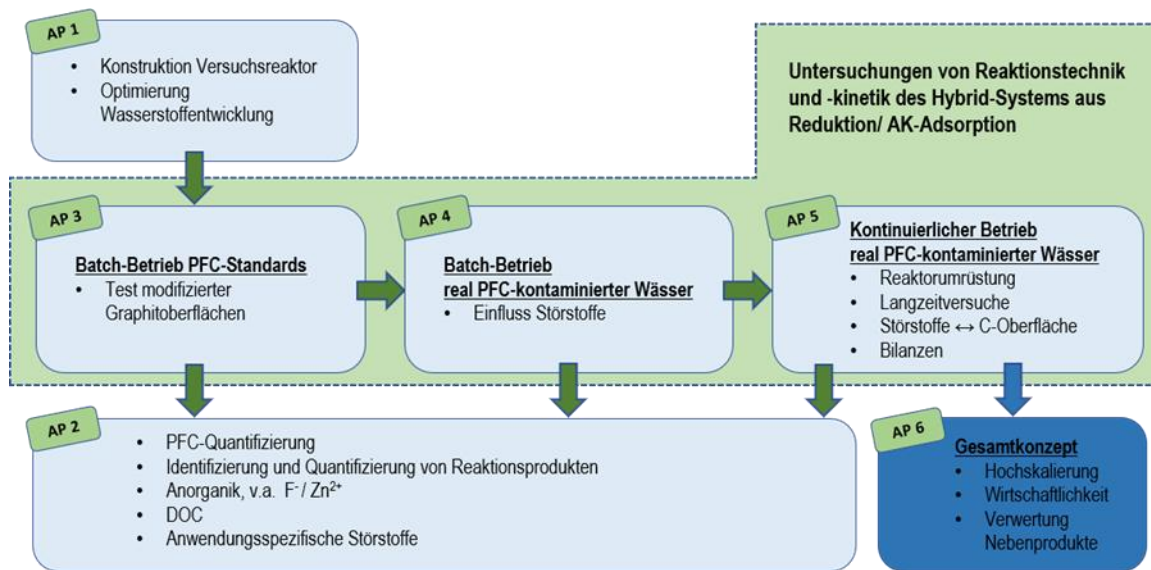 AP 1
• Konstruktion Versuchsreaktor
• Optimierung
Wasserstoffentwicklung
Untersuchungen von Reaktionstechnik
und -kinetik des Hybrid-Systems aus
Reduktion/ AK-Adsorption
AP 3
Batch-Betrieb PFC-Standards
• Test modifizierter
Graphitoberflächen
AP 4
Batch-Betrieb
real PFC-kontaminierter Wässer
• Einfluss Störstoffe
AP 5
Kontinuierlicher Betrieb
real PFC-kontaminierter Wässer
• Reaktorumrüstung
• Langzeitversuche
• Störstoffe ↔ C-Oberfläche
• Bilanzen
AP 2
• PFC-Quantifizierung
• Identifizierung und Quantifizierung von Reaktionsprodukten
• Anorganik, v.a. F⁻/ Zn²⁺
• DOC
• Anwendungsspezifische Störstoffe
AP 6
Gesamtkonzept
• Hochskalierung
• Wirtschaftlichkeit
• Verwertung
Nebenprodukte